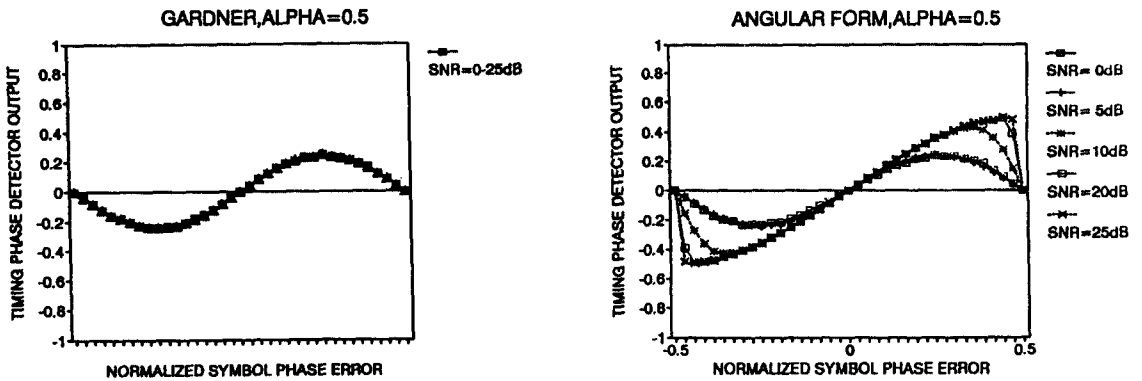 GARDNER,ALPHA=0.5
TIMING PHASE DETECTOR OUTPUT
1
0.8
0.6
0.4
0.2
0
-0.2
-0.4
-0.6
-0.8
-1
NORMALIZED SYMBOL PHASE ERROR
SNR=0-25dB
ANGULAR FORM,ALPHA=0.5
TIMING PHASE DETECTOR OUTPUT
1
0.8
0.6
0.4
0.2
0
-0.2
-0.4
-0.6
-0.8
-1
-0.5 0 0.5
NORMALIZED SYMBOL PHASE ERROR
SNR= 0dB
SNR= 5dB
SNR=10dB
SNR=20dB
SNR=25dB